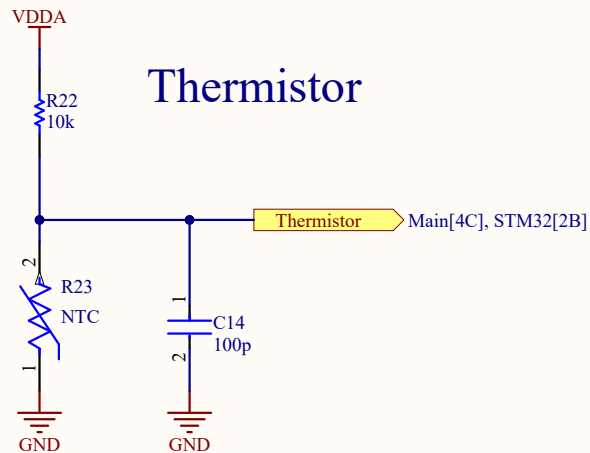 VDDA
Thermistor
R22
10k
Thermistor
Main[4C], STM32[2B]
2
R23
NTC
1
1
C14
100p
2
GND
GND